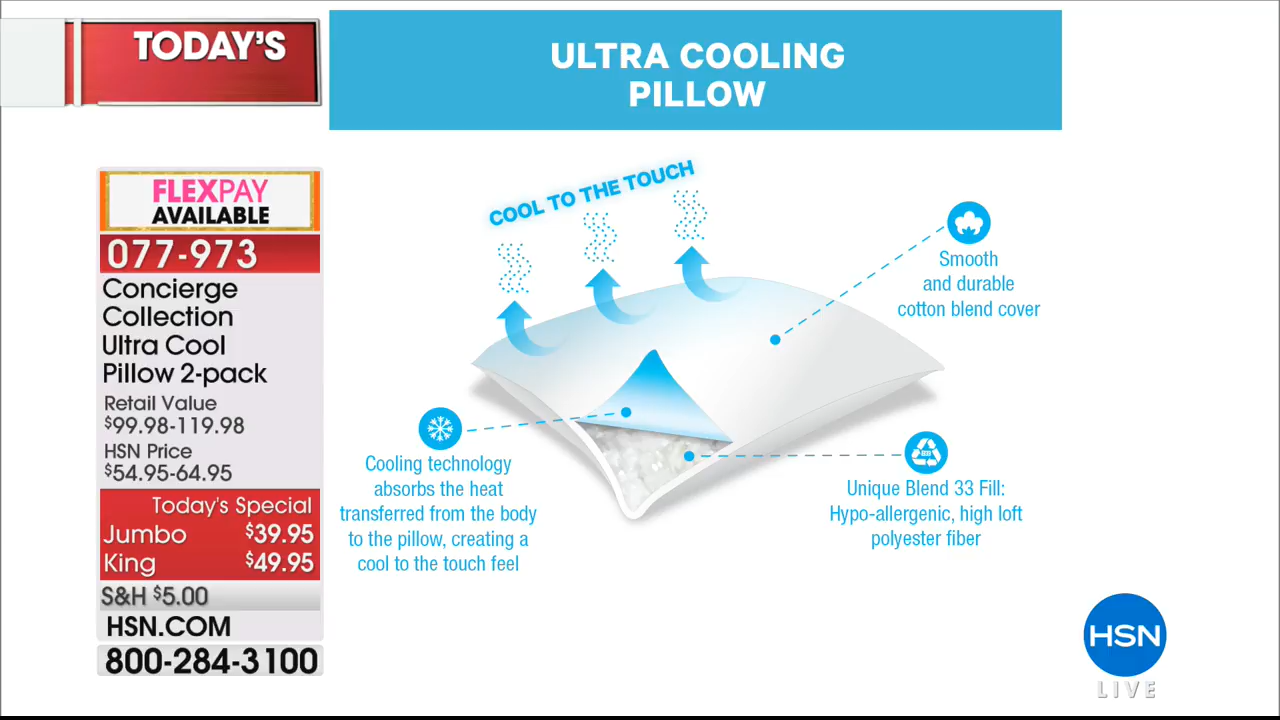 TODAY'S
ULTRA COOLING
PILLOW
FLEXPAY
AVAILABLE
077-973
Concierge
Collection
Ultra Cool
Pillow 2-pack
Retail Value
$99.98-119.98
HSN Price
$54.95-64.95
Today's Special
Jumbo $39.95
King $49.95
S&H $5.00
HSN.COM
800-284-3100
COOL TO THE TOUCH
Smooth
and durable
cotton blend cover
Cooling technology
absorbs the heat
transferred from the body
to the pillow, creating a
cool to the touch feel
Unique Blend 33 Fill:
Hypo-allergenic, high loft
polyester fiber
HSN
LIVE